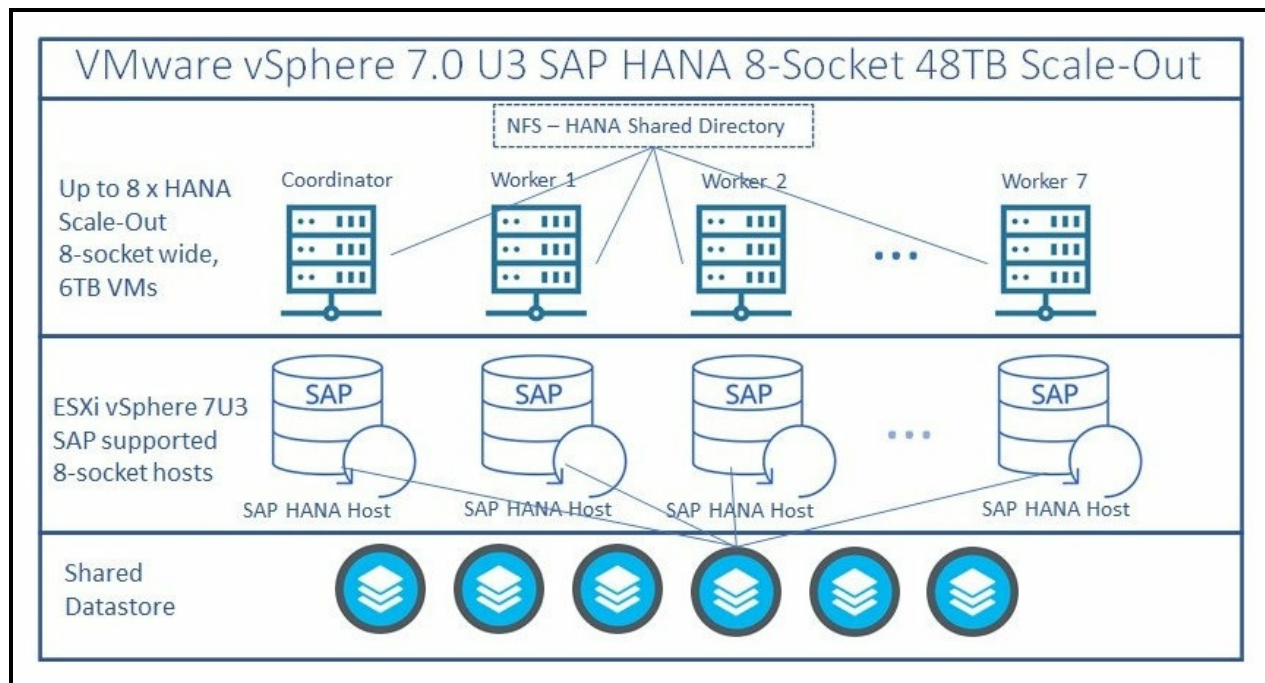 VMware vSphere 7.0 U3 SAP HANA 8-Socket 48TB Scale-Out
NFS – HANA Shared Directory
Up to 8 x HANA
Scale-Out
8-socket wide,
6TB VMs
Coordinator
Worker 1
Worker 2
Worker 7
ESXi vSphere 7U3
SAP supported
8-socket hosts
SAP
SAP
SAP
SAP
SAP HANA Host
SAP HANA Host
SAP HANA Host
SAP HANA Host
Shared
Datastore